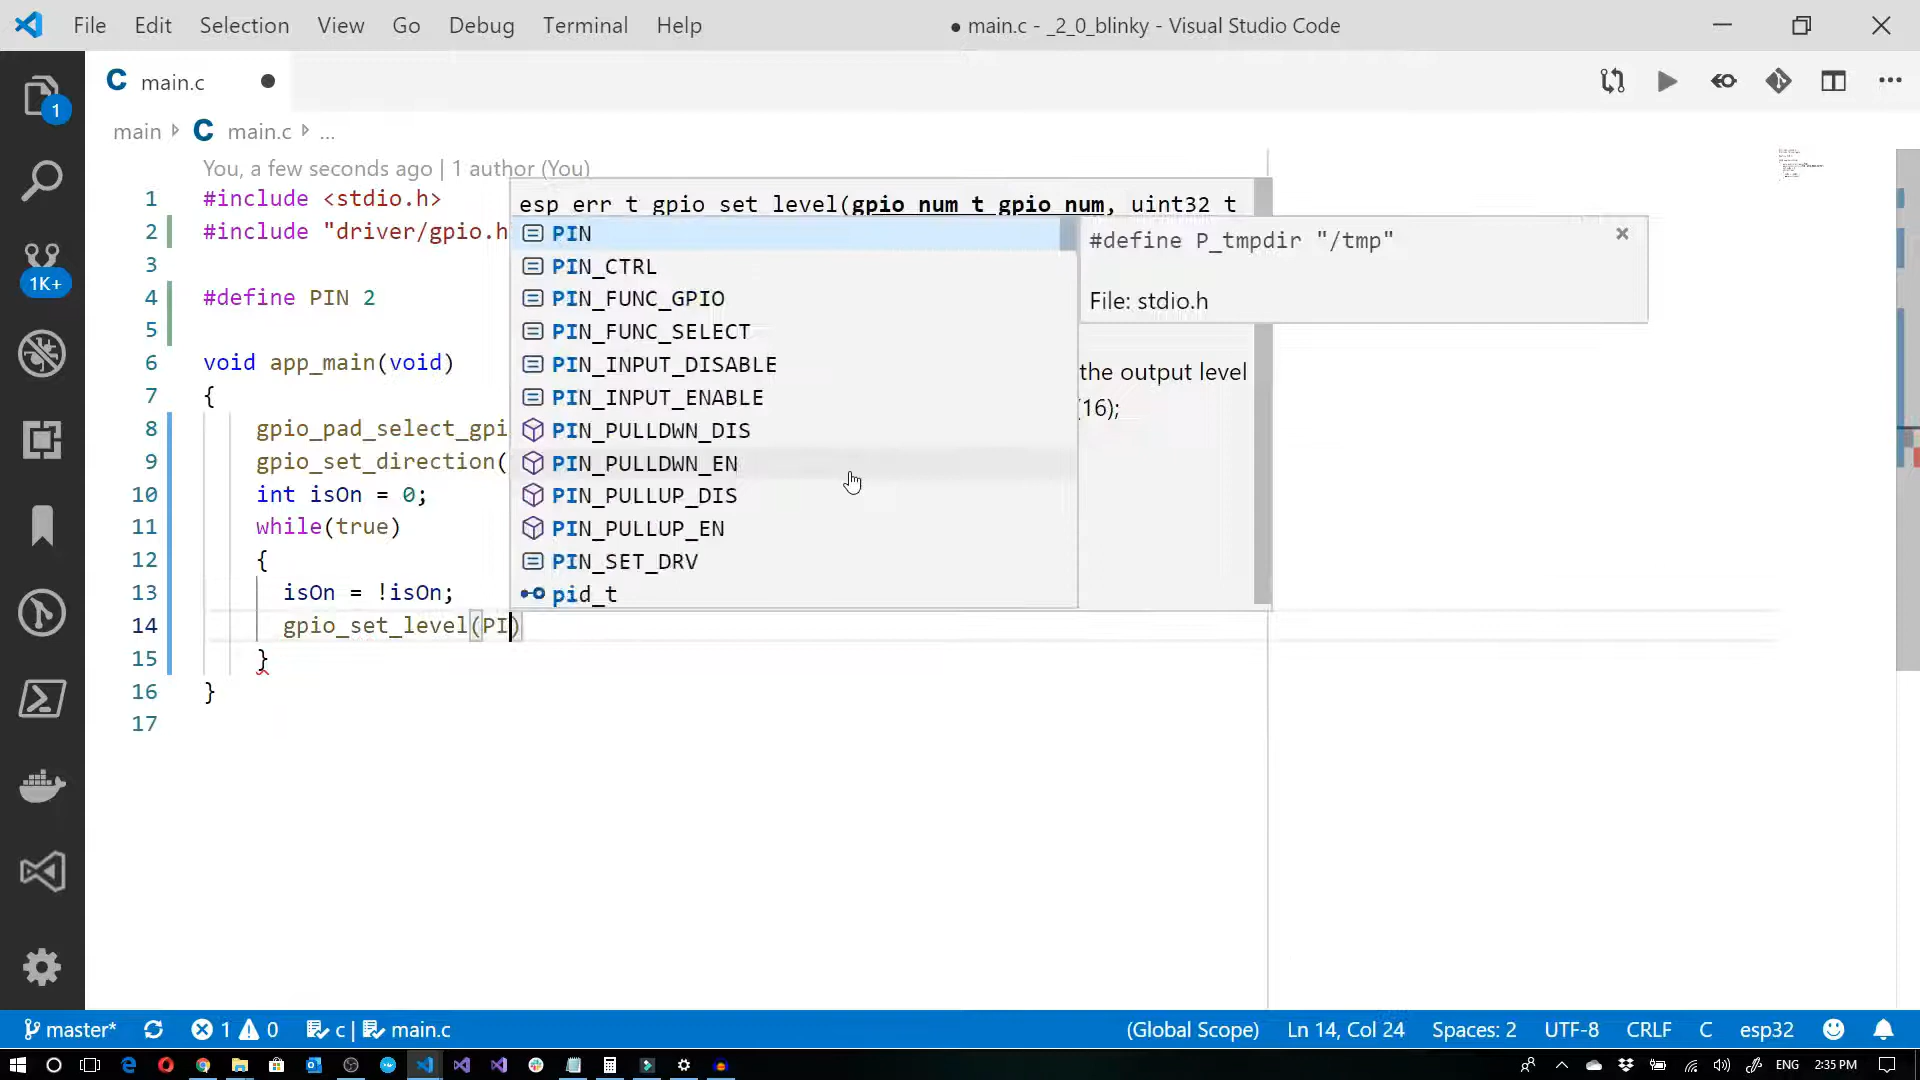 File Edit Selection View Go Debug Terminal Help
● main.c - _2_0_blinky - Visual Studio Code
1
C main.c
main C main.c ...
You, a few seconds ago | 1 author (You)
1 #include <stdio.h>
2 #include "driver/gpio.h
3
4 #define PIN 2
5
6 void app_main(void)
7 {
8 gpio_pad_select_gpi
9 gpio_set_direction(
10 int isOn = 0;
11 while(true)
12 {
13 isOn = !isOn;
14 gpio_set_level(PI)
15 }
16 }
17
1K+
esp_err_t gpio_set_level(gpio_num_t gpio_num, uint32_t
PIN
PIN_CTRL
PIN_FUNC_GPIO
PIN_FUNC_SELECT
PIN_INPUT_DISABLE
PIN_INPUT_ENABLE
PIN_PULLDWN_DIS
PIN_PULLDWN_EN
PIN_PULLUP_DIS
PIN_PULLUP_EN
PIN_SET_DRV
pid_t
#define P_tmpdir "/tmp"
File: stdio.h
the output level
(16);
master* 1 0 c | main.c (Global Scope) Ln 14, Col 24 Spaces: 2 UTF-8 CRLF C esp32
ENG 2:35 PM